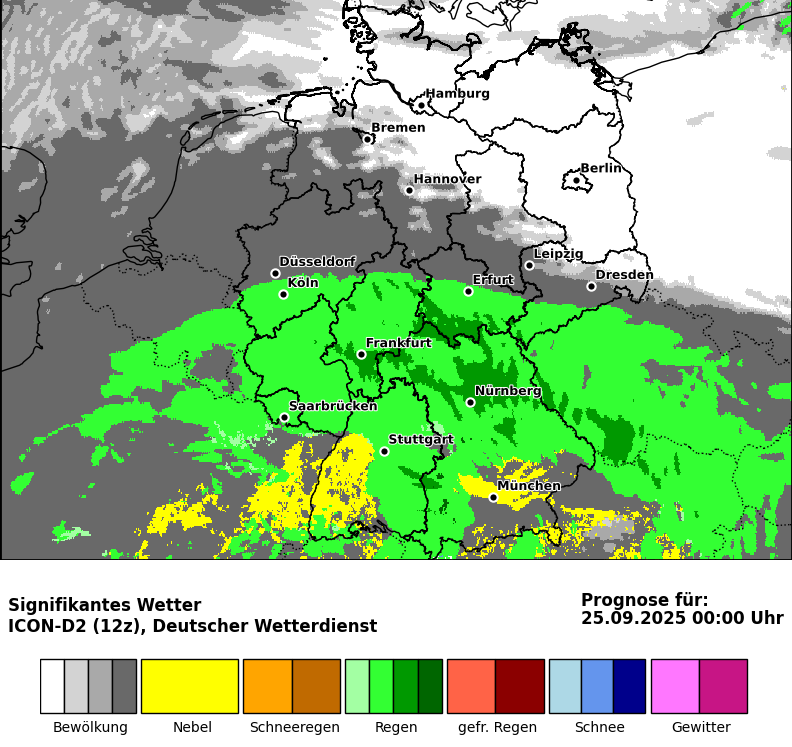 Hamburg
Bremen
Berlin
Hannover
Leipzig
Düsseldorf
Dresden
Köln
Erfurt
Frankfurt
Nürnberg
Saarbrücken
Stuttgart
München
Signifikantes Wetter
ICON-D2 (12z), Deutscher Wetterdienst
Prognose für:
25.09.2025 00:00 Uhr
Bewölkung Nebel Schneeregen Regen gefr. Regen Schnee Gewitter